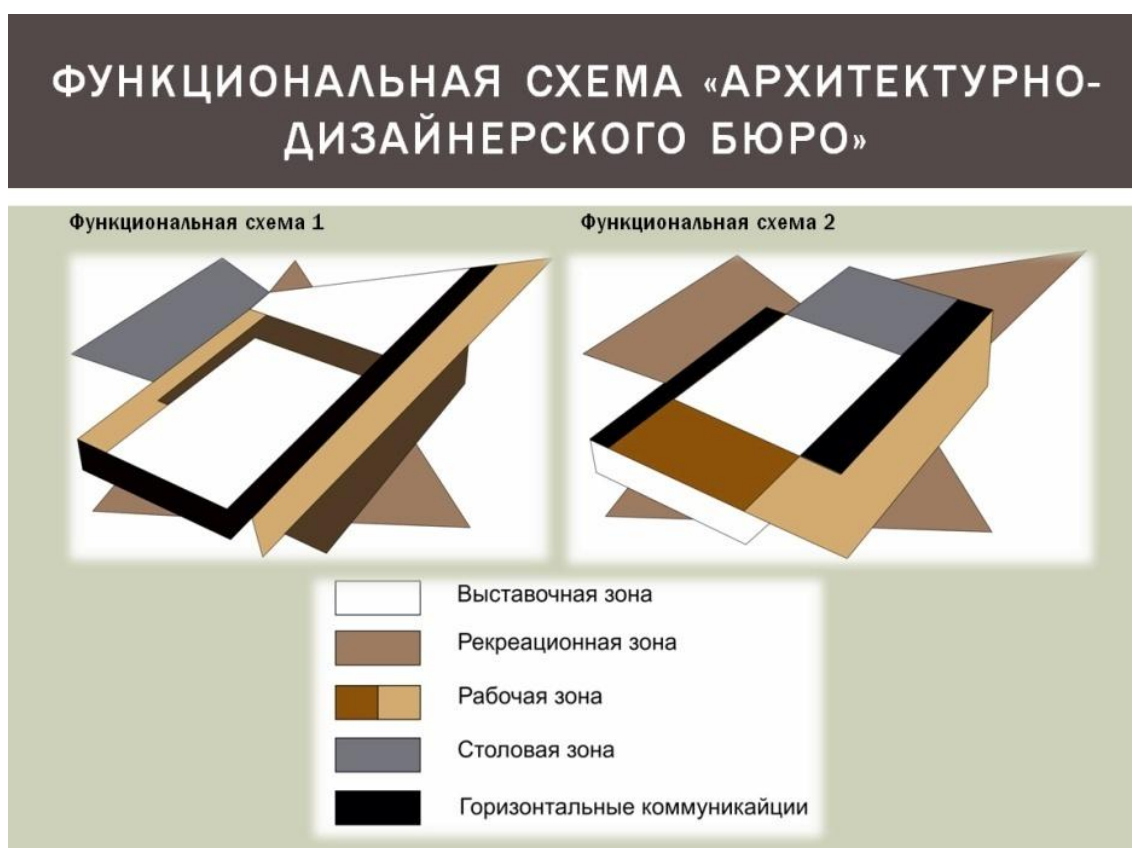 ФУНКЦИОНАЛЬНАЯ СХЕМА «АРХИТЕКТУРНО-
ДИЗАЙНЕРСКОГО БЮРО»
Функциональная схема 1
Функциональная схема 2
Выставочная зона
Рекреационная зона
Рабочая зона
Столовая зона
Горизонтальные коммуникайции